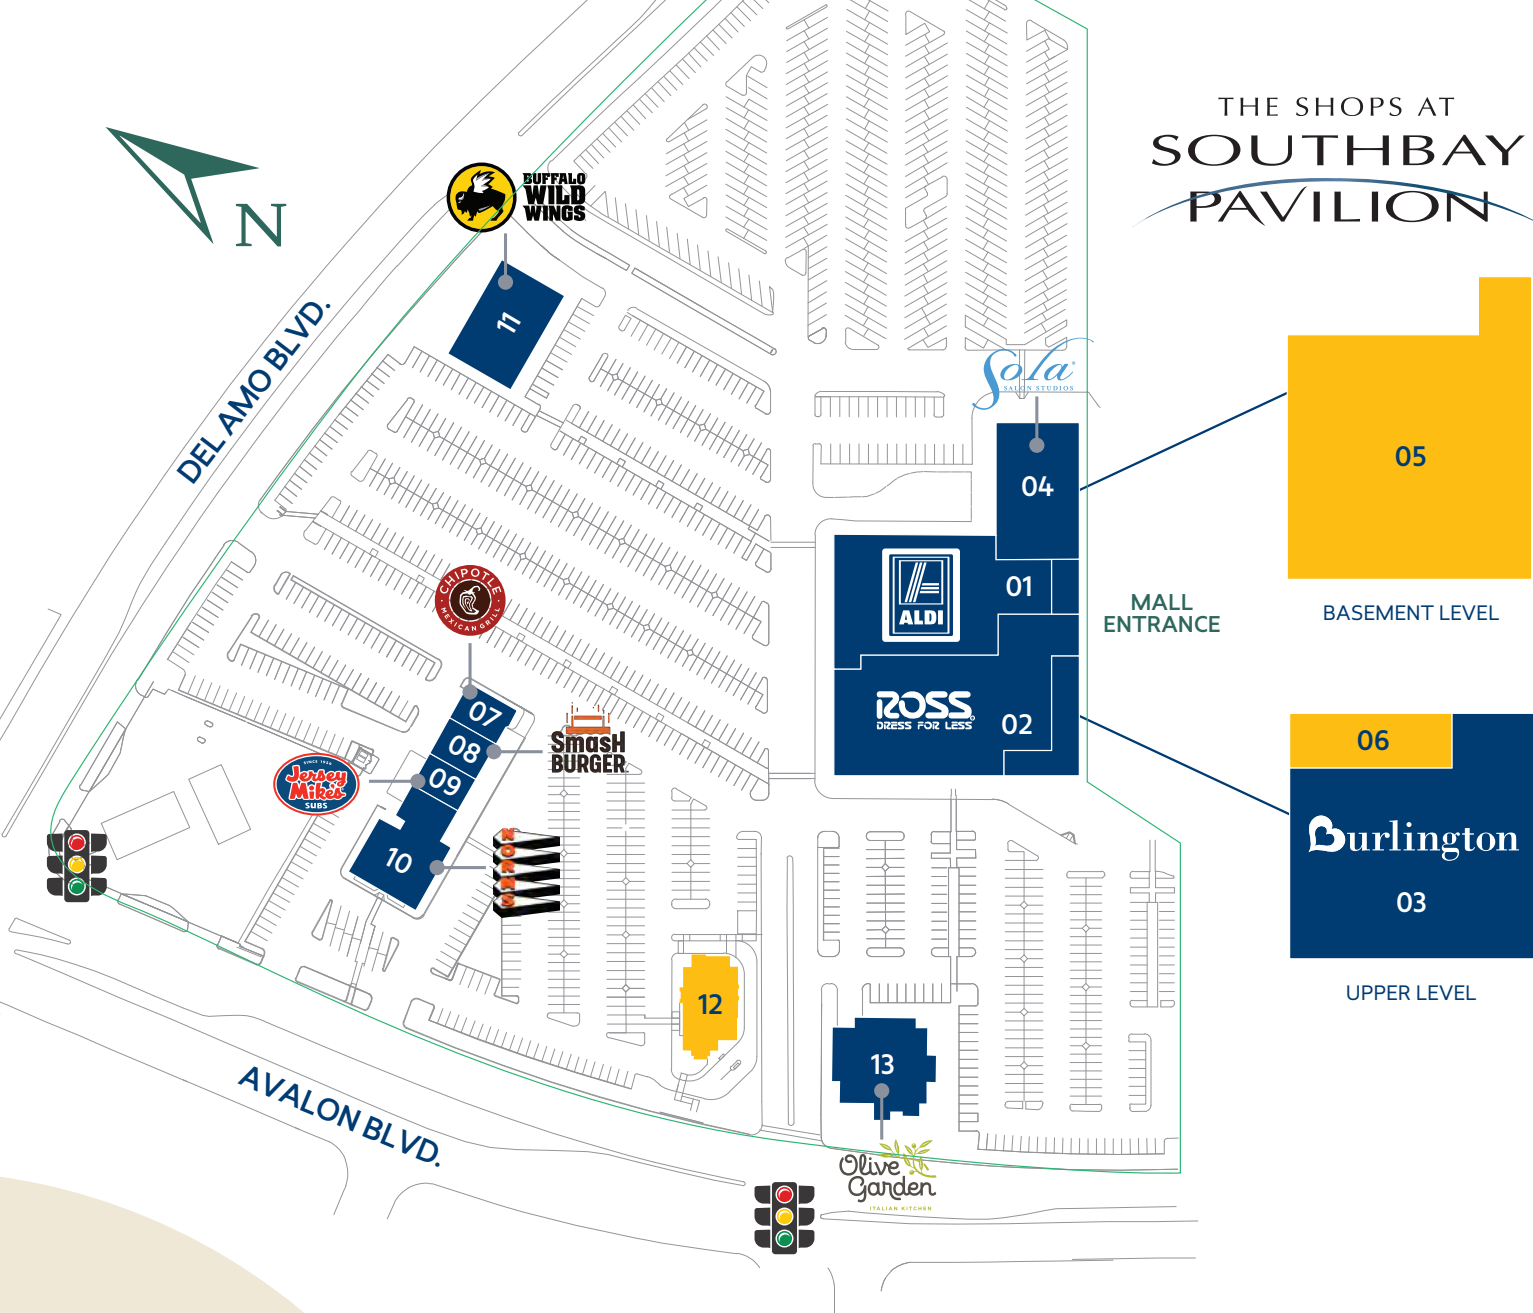 THE SHOPS AT
SOUTHBAY
PAVILION
N
BUFFALO
WILD
WINGS
11
DEL AMO BLVD.
Sola
SALON STUDIOS
04
05
BASEMENT LEVEL
ALDI
01
MALL
ENTRANCE
CHIPOTLE
MEXICAN GRILL
ROSS
DRESS FOR LESS
02
07
08
09
10
SmasH
BURGER
SINCE 1956
Jersey
Mike's
SUBS
NORMS
06
Burlington
03
UPPER LEVEL
12
13
AVALON BLVD.
Olive
Garden
ITALIAN KITCHEN